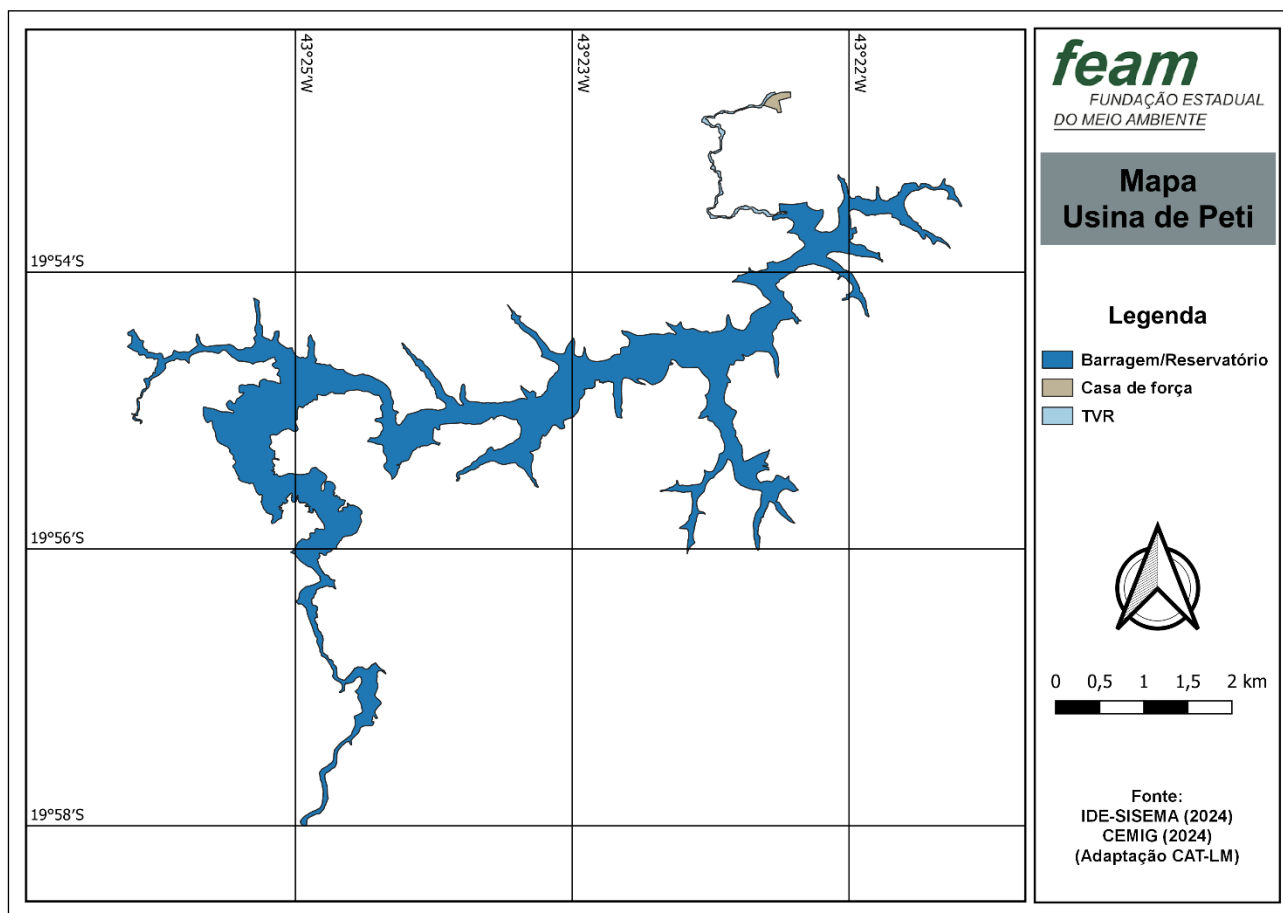 43°25'W
43°23'W
43°22'W
19°54'S
19°56'S
19°58'S
feam
FUNDAÇÃO ESTADUAL
DO MEIO AMBIENTE
Mapa
Usina de Peti
Legenda
Barragem/Reservatório
Casa de força
TVR
0 0,5 1 1,5 2 km
Fonte:
IDE-SISEMA (2024)
CEMIG (2024)
(Adaptação CAT-LM)